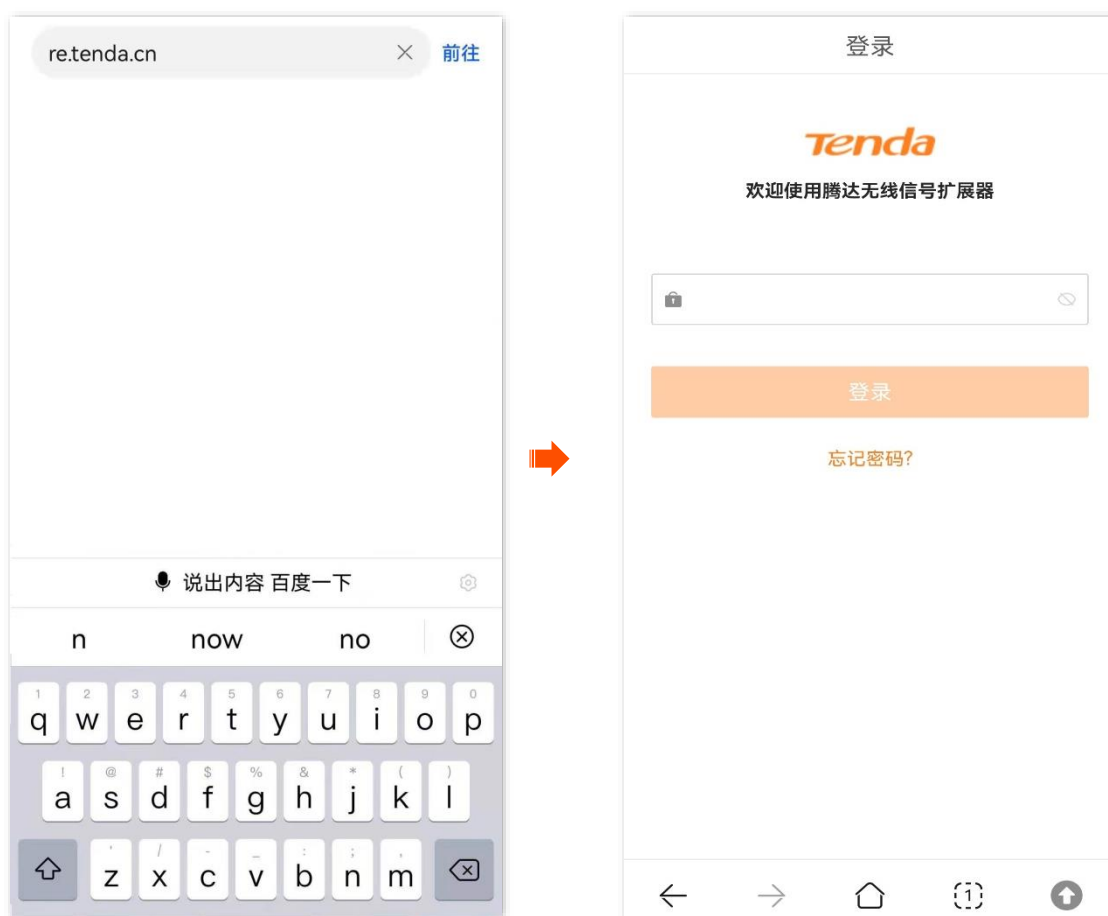 re.tenda.cn 前往
说出内容 百度一下
n now no
1 2 3 4 5 6 7 8 9 0
q w e r t y u i o p
! @ # $ % & * ( )
a s d f g h j k l
' / - _ : ; ,
z x c v b n m
登录
Tenda
欢迎使用腾达无线信号扩展器
登录
忘记密码?
1